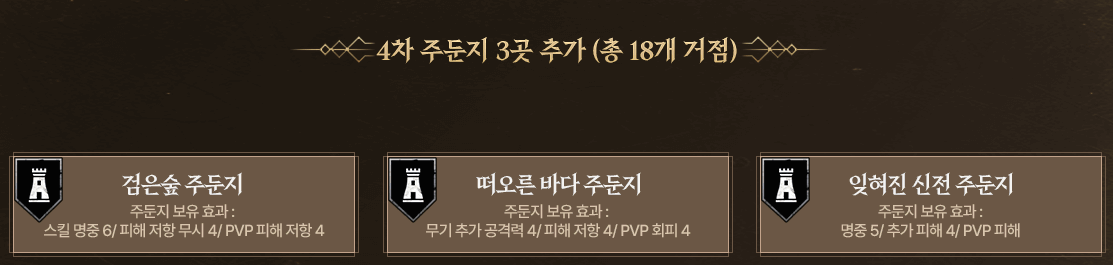 4차 주둔지 3곳 추가 (총 18개 거점)
검은숲 주둔지
주둔지 보유 효과 :
스킬 명중 6/ 피해 저항 무시 4/ PVP 피해 저항 4
떠오른 바다 주둔지
주둔지 보유 효과 :
무기 추가 공격력 4/ 피해 저항 4/ PVP 회피 4
잊혀진 신전 주둔지
주둔지 보유 효과 :
명중 5/ 추가 피해 4/ PVP 피해